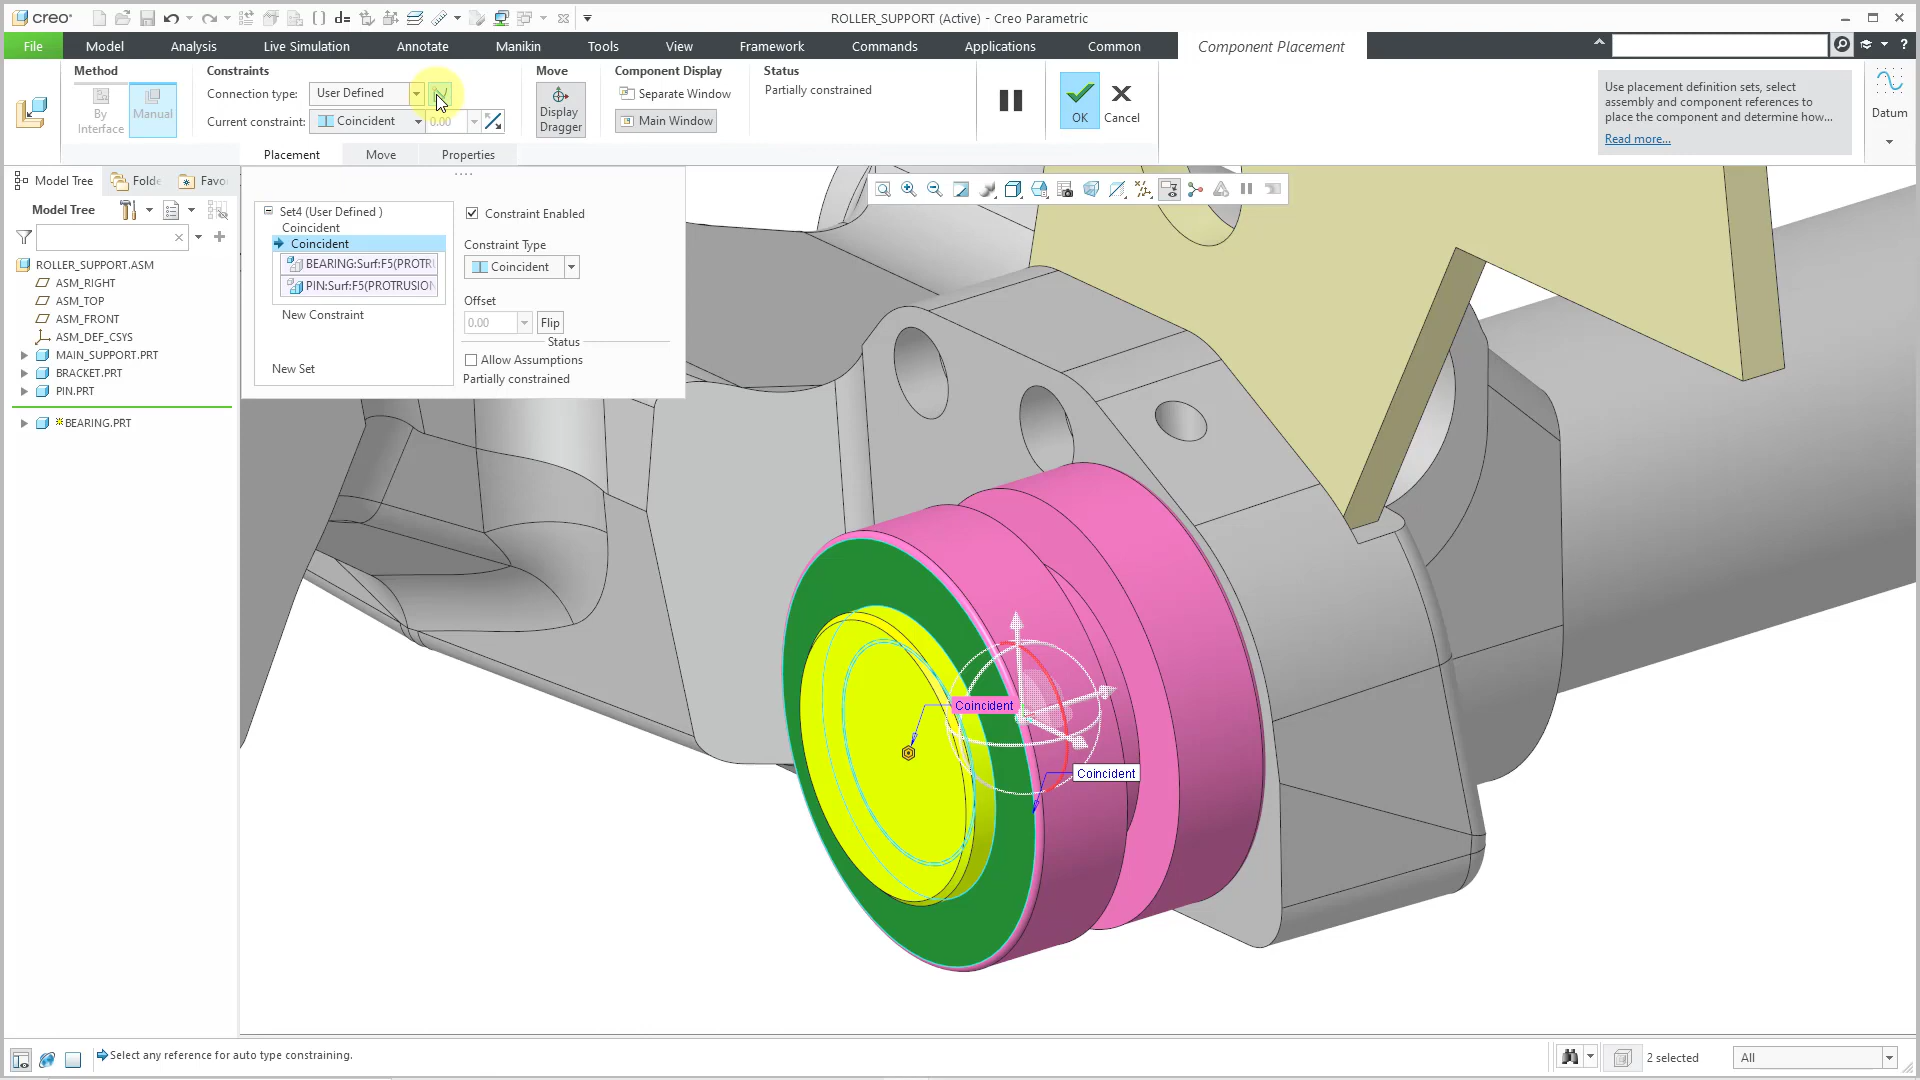 creo
ROLLER_SUPPORT (Active) - Creo Parametric
File Model Analysis Live Simulation Annotate Manikin Tools View Framework Commands Applications Common Component Placement
Method
By Interface
Manual
Constraints
Connection type: User Defined
Current constraint: Coincident 0.00
Move
Display Dragger
Component Display
Separate Window
Main Window
Status
Partially constrained
OK
Cancel
Use placement definition sets, select
assembly and component references to
place the component and determine how...
Read more...
Datum
Placement Move Properties
Model Tree Folde Favo
Model Tree
ROLLER_SUPPORT.ASM
ASM_RIGHT
ASM_TOP
ASM_FRONT
ASM_DEF_CSYS
MAIN_SUPPORT.PRT
BRACKET.PRT
PIN.PRT
BEARING.PRT
Set4 (User Defined )
Coincident
Coincident
BEARING:Surf:F5(PROTRU
PIN:Surf:F5(PROTRUSION
New Constraint
New Set
Constraint Enabled
Constraint Type
Coincident
Offset
0.00 Flip
Status
Allow Assumptions
Partially constrained
Coincident
Coincident
Select any reference for auto type constraining.
2 selected
All